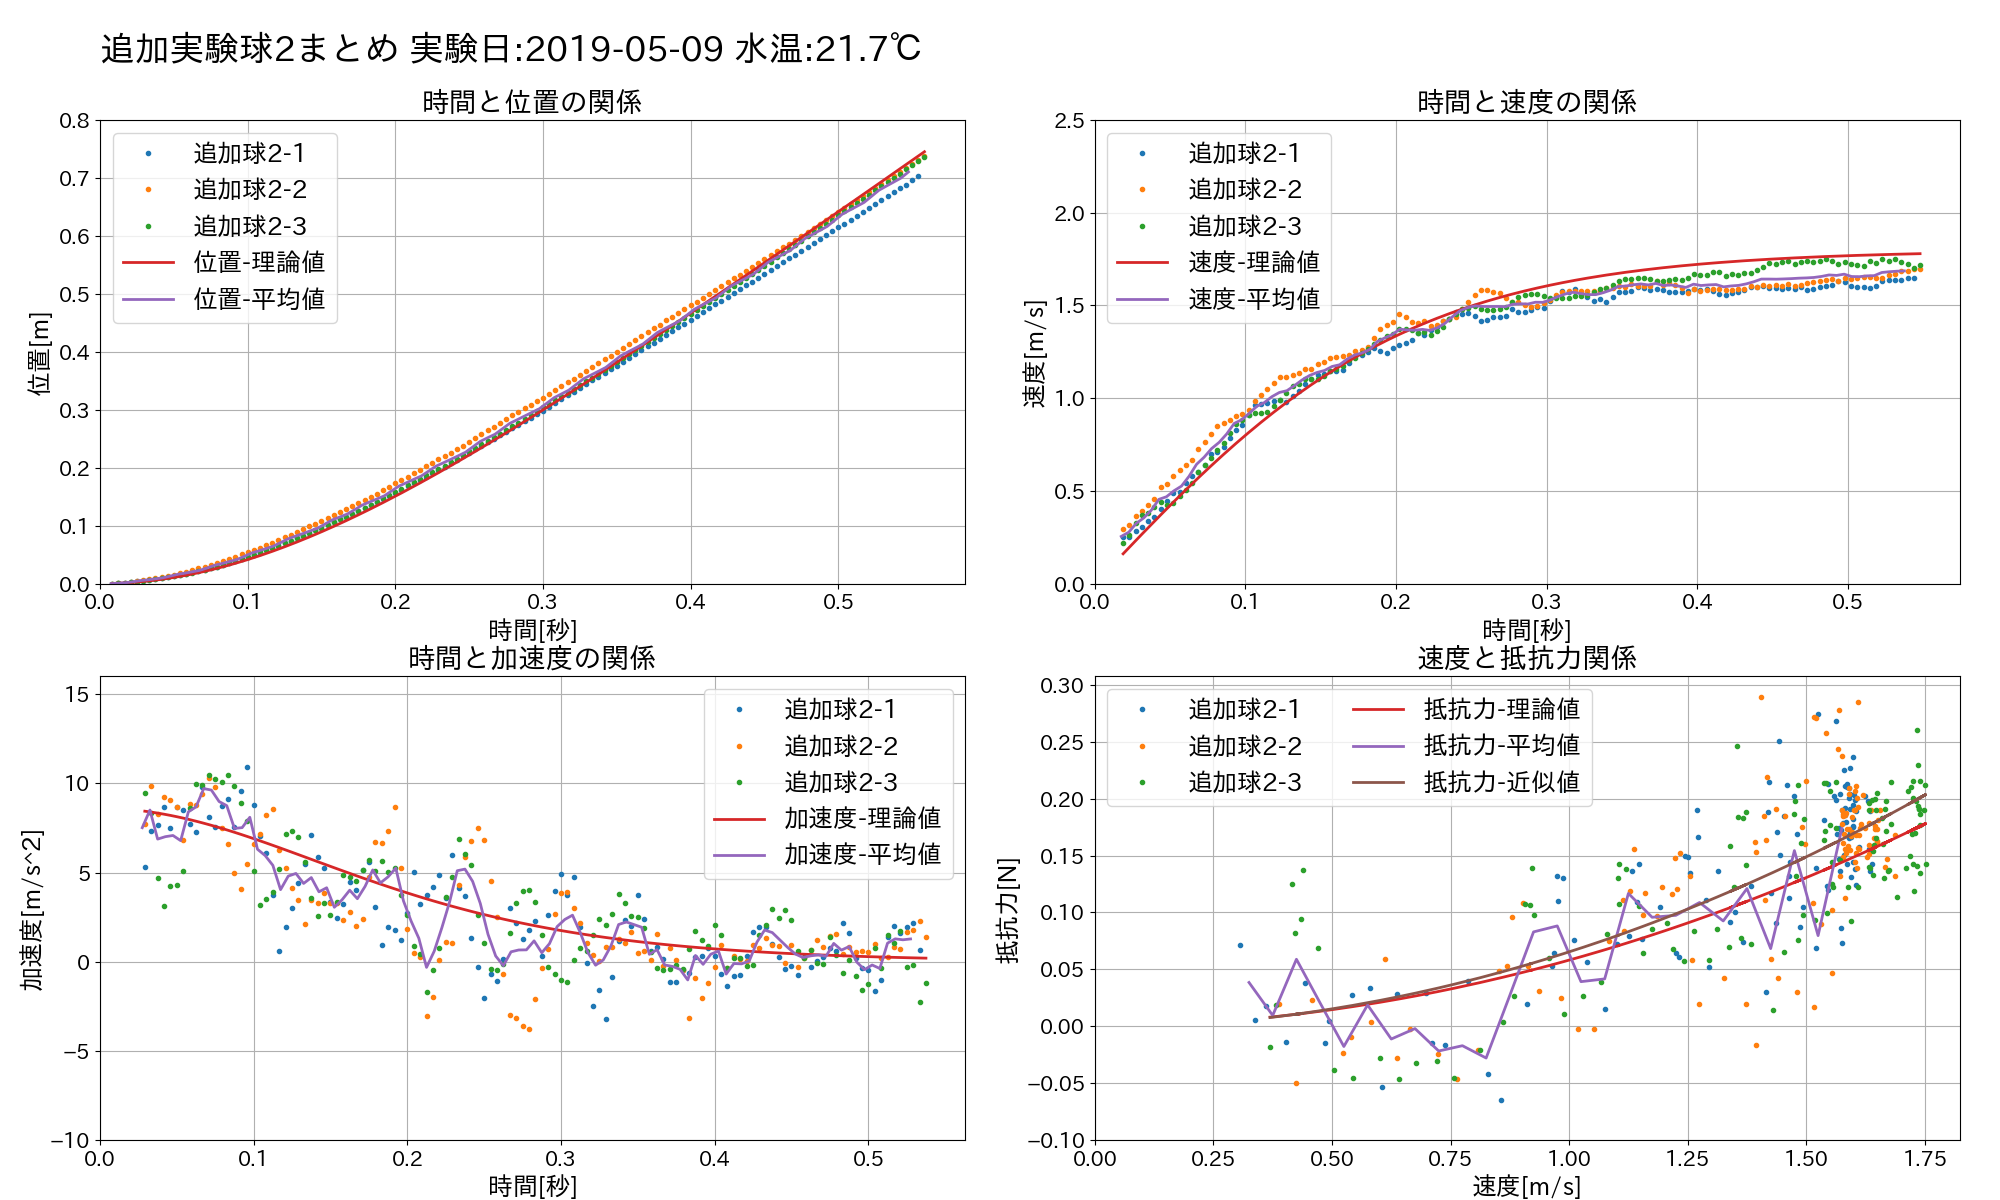 追加実験球2まとめ 実験日:2019-05-09 水温:21.7℃
時間と位置の関係
0.8
0.7
0.6
0.5
0.4
0.3
0.2
0.1
0.0
位置[m]
追加球2-1
追加球2-2
追加球2-3
位置-理論値
位置-平均値
0.0 0.1 0.2 0.3 0.4 0.5
時間[秒]
時間と速度の関係
2.5
2.0
1.5
1.0
0.5
0.0
速度[m/s]
追加球2-1
追加球2-2
追加球2-3
速度-理論値
速度-平均値
0.0 0.1 0.2 0.3 0.4 0.5
時間[秒]
時間と加速度の関係
15
10
5
0
−5
−10
加速度[m/s^2]
追加球2-1
追加球2-2
追加球2-3
加速度-理論値
加速度-平均値
0.0 0.1 0.2 0.3 0.4 0.5
時間[秒]
速度と抵抗力関係
0.30
0.25
0.20
0.15
0.10
0.05
0.00
−0.05
−0.10
抵抗力[N]
追加球2-1 抵抗力-理論値
追加球2-2 抵抗力-平均値
追加球2-3 抵抗力-近似値
0.00 0.25 0.50 0.75 1.00 1.25 1.50 1.75
速度[m/s]